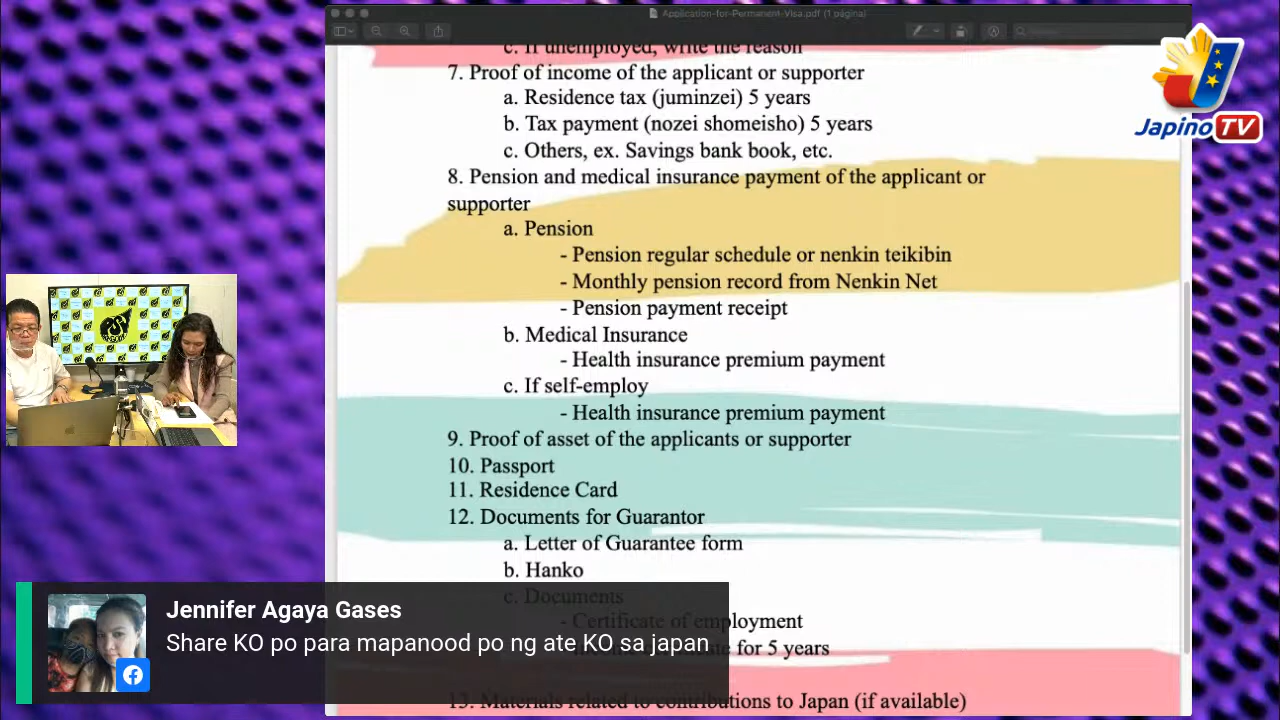 Application-for-Permanent-Visa.pdf (1 página)
c. If unemployed, write the reason
7. Proof of income of the applicant or supporter
a. Residence tax (juminzei) 5 years
b. Tax payment (nozei shomeisho) 5 years
c. Others, ex. Savings bank book, etc.
8. Pension and medical insurance payment of the applicant or
supporter
a. Pension
- Pension regular schedule or nenkin teikibin
- Monthly pension record from Nenkin Net
- Pension payment receipt
b. Medical Insurance
- Health insurance premium payment
c. If self-employ
- Health insurance premium payment
9. Proof of asset of the applicants or supporter
10. Passport
11. Residence Card
12. Documents for Guarantor
a. Letter of Guarantee form
b. Hanko
c. Documents
- Certificate of employment
for 5 years
13. Materials related to contributions to Japan (if available)
Japino TV
Jennifer Agaya Gases
Share KO po para mapanood po ng ate KO sa japan